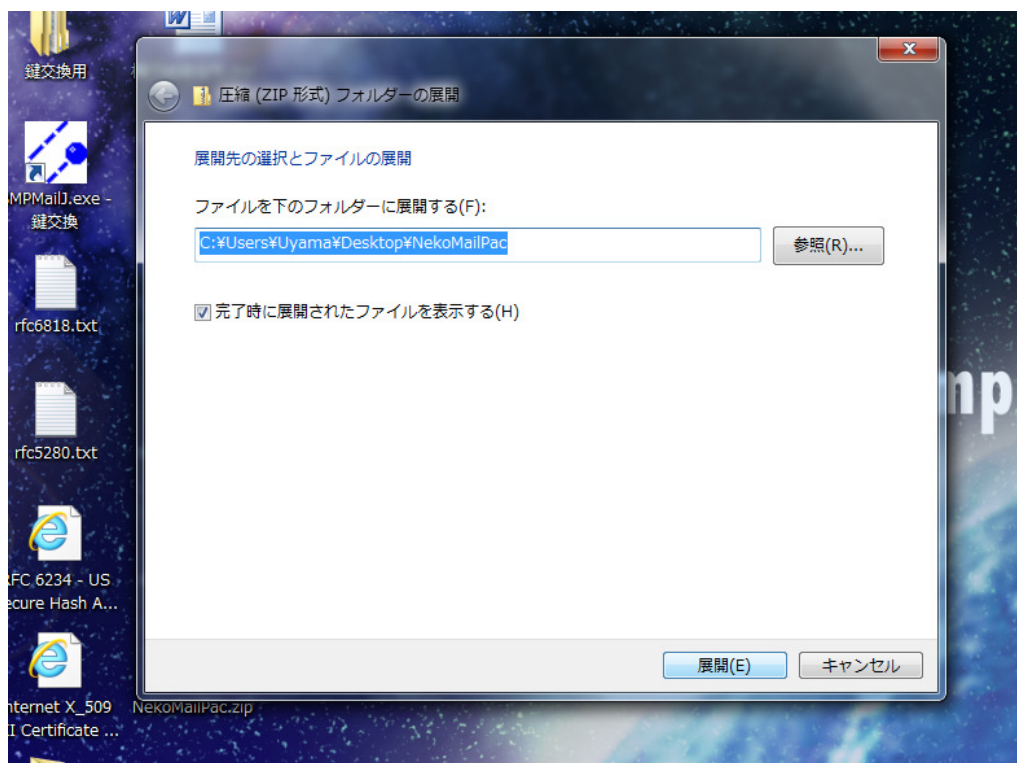 鍵交換用
MPMailJ.exe -
鍵交換
rfc6818.txt
rfc5280.txt
FC 6234 - US
ecure Hash A...
nternet X_509
I Certificate ...
圧縮 (ZIP 形式) フォルダーの展開
展開先の選択とファイルの展開
ファイルを下のフォルダーに展開する(F):
C:¥Users¥Uyama¥Desktop¥NekoMailPac
参照(R)...
完了時に展開されたファイルを表示する(H)
展開(E)
キャンセル
NekoMailPac.zip
mp